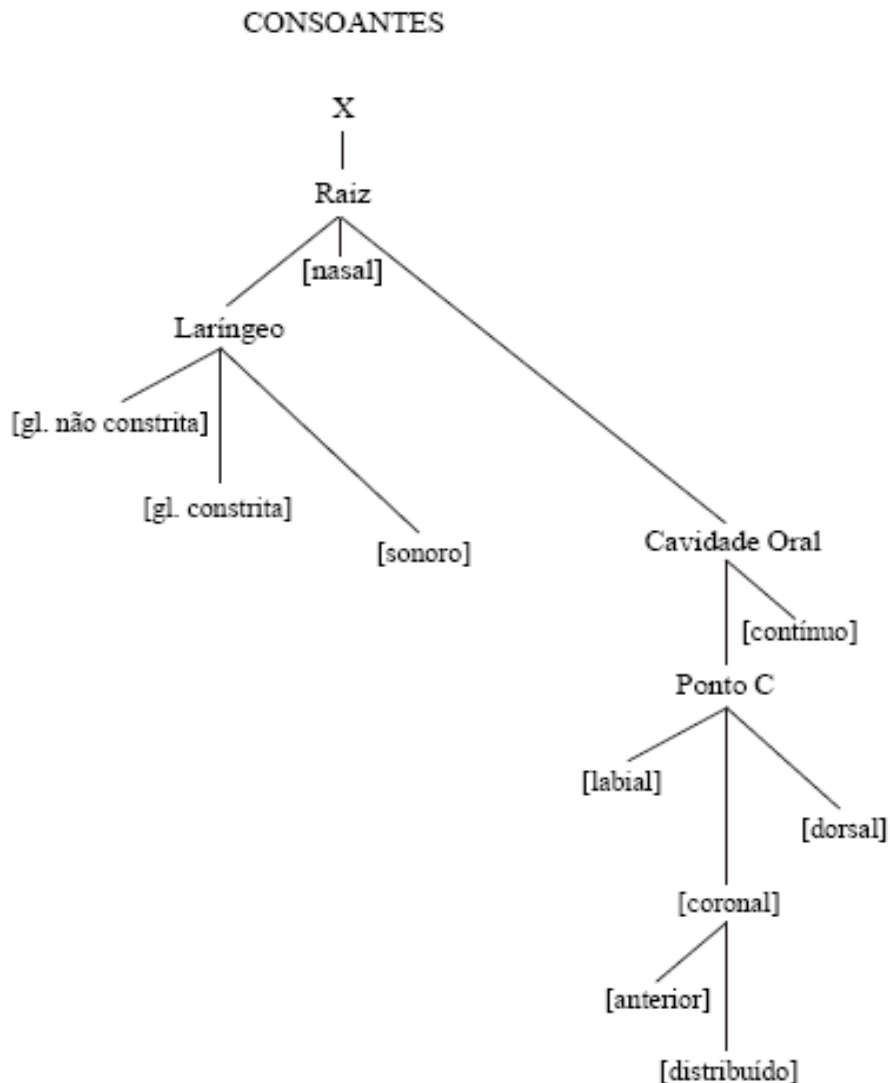 CONSOANTES
X
Raiz
[nasal]
Laríngeo
[gl. não constrita]
[gl. constrita]
[sonoro]
Cavidade Oral
[contínuo]
Ponto C
[labial]
[dorsal]
[coronal]
[anterior]
[distribuído]